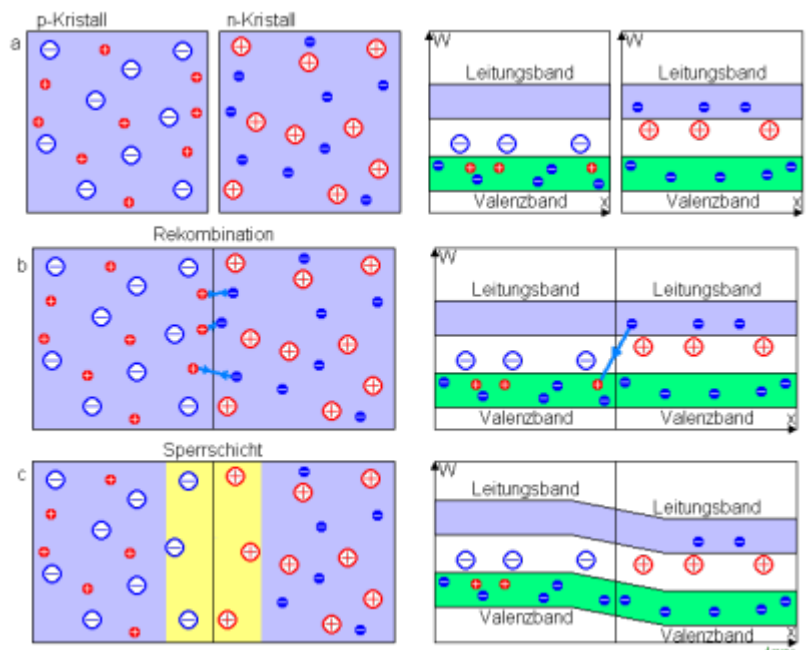 p-Kristall n-Kristall
a
W W
Leitungsband Leitungsband
Valenzband x Valenzband x
Rekombination
b
W
Leitungsband Leitungsband
Valenzband Valenzband x
Sperrschicht
c
W
Leitungsband
Leitungsband
Valenzband
Valenzband x